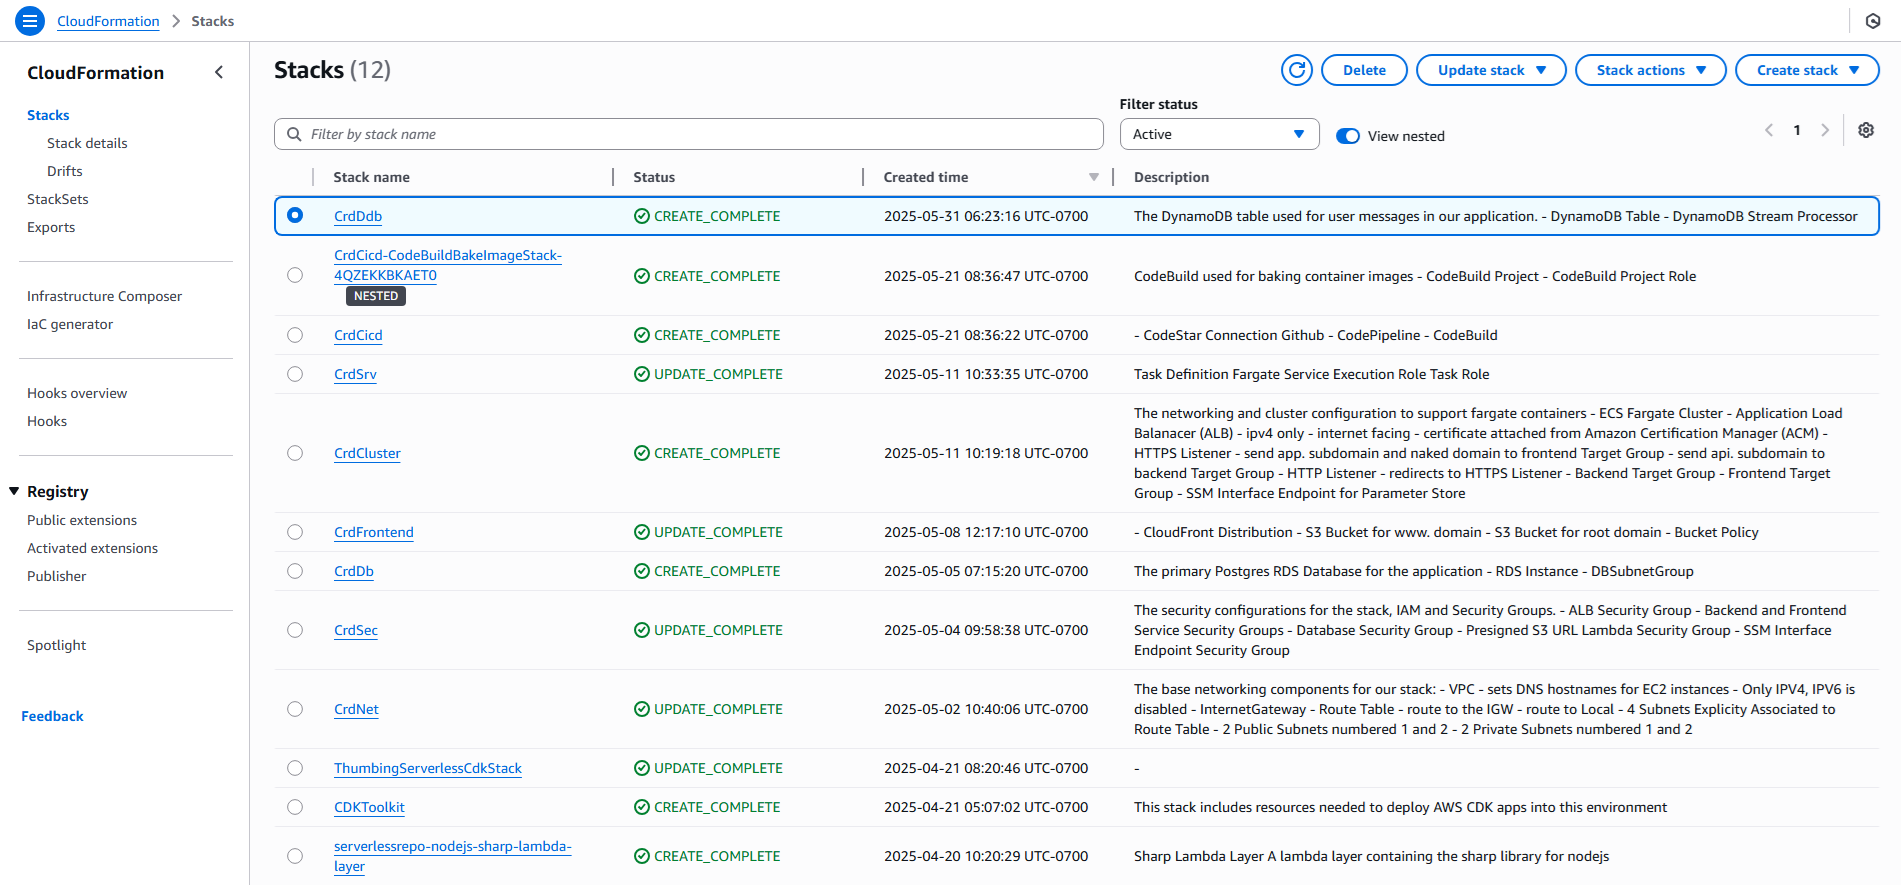 CloudFormation > Stacks
CloudFormation
Stacks
Stack details
Drifts
StackSets
Exports
Infrastructure Composer
IaC generator
Hooks overview
Hooks
Registry
Public extensions
Activated extensions
Publisher
Spotlight
Feedback
Stacks (12)
Delete
Update stack
Stack actions
Create stack
Filter by stack name
Filter status
Active
View nested
1
Stack name Status Created time Description
CrdDdb CREATE_COMPLETE 2025-05-31 06:23:16 UTC-0700 The DynamoDB table used for user messages in our application. - DynamoDB Table - DynamoDB Stream Processor
CrdCicd-CodeBuildBakeImageStack-
4QZEKKBKAET0
NESTED
CREATE_COMPLETE 2025-05-21 08:36:47 UTC-0700 CodeBuild used for baking container images - CodeBuild Project - CodeBuild Project Role
CrdCicd CREATE_COMPLETE 2025-05-21 08:36:22 UTC-0700 - CodeStar Connection Github - CodePipeline - CodeBuild
CrdSrv UPDATE_COMPLETE 2025-05-11 10:33:35 UTC-0700 Task Definition Fargate Service Execution Role Task Role
CrdCluster CREATE_COMPLETE 2025-05-11 10:19:18 UTC-0700
The networking and cluster configuration to support fargate containers - ECS Fargate Cluster - Application Load
Balanacer (ALB) - ipv4 only - internet facing - certificate attached from Amazon Certification Manager (ACM) -
HTTPS Listener - send app. subdomain and naked domain to frontend Target Group - send api. subdomain to
backend Target Group - HTTP Listener - redirects to HTTPS Listener - Backend Target Group - Frontend Target
Group - SSM Interface Endpoint for Parameter Store
CrdFrontend UPDATE_COMPLETE 2025-05-08 12:17:10 UTC-0700 - CloudFront Distribution - S3 Bucket for www. domain - S3 Bucket for root domain - Bucket Policy
CrdDb CREATE_COMPLETE 2025-05-05 07:15:20 UTC-0700 The primary Postgres RDS Database for the application - RDS Instance - DBSubnetGroup
CrdSec UPDATE_COMPLETE 2025-05-04 09:58:38 UTC-0700
The security configurations for the stack, IAM and Security Groups. - ALB Security Group - Backend and Frontend
Service Security Groups - Database Security Group - Presigned S3 URL Lambda Security Group - SSM Interface
Endpoint Security Group
CrdNet UPDATE_COMPLETE 2025-05-02 10:40:06 UTC-0700
The base networking components for our stack: - VPC - sets DNS hostnames for EC2 instances - Only IPV4, IPV6 is
disabled - InternetGateway - Route Table - route to the IGW - route to Local - 4 Subnets Explicity Associated to
Route Table - 2 Public Subnets numbered 1 and 2 - 2 Private Subnets numbered 1 and 2
ThumbingServerlessCdkStack UPDATE_COMPLETE 2025-04-21 08:20:46 UTC-0700 -
CDKToolkit CREATE_COMPLETE 2025-04-21 05:07:02 UTC-0700 This stack includes resources needed to deploy AWS CDK apps into this environment
serverlessrepo-nodejs-sharp-lambda-
layer
CREATE_COMPLETE 2025-04-20 10:20:29 UTC-0700 Sharp Lambda Layer A lambda layer containing the sharp library for nodejs